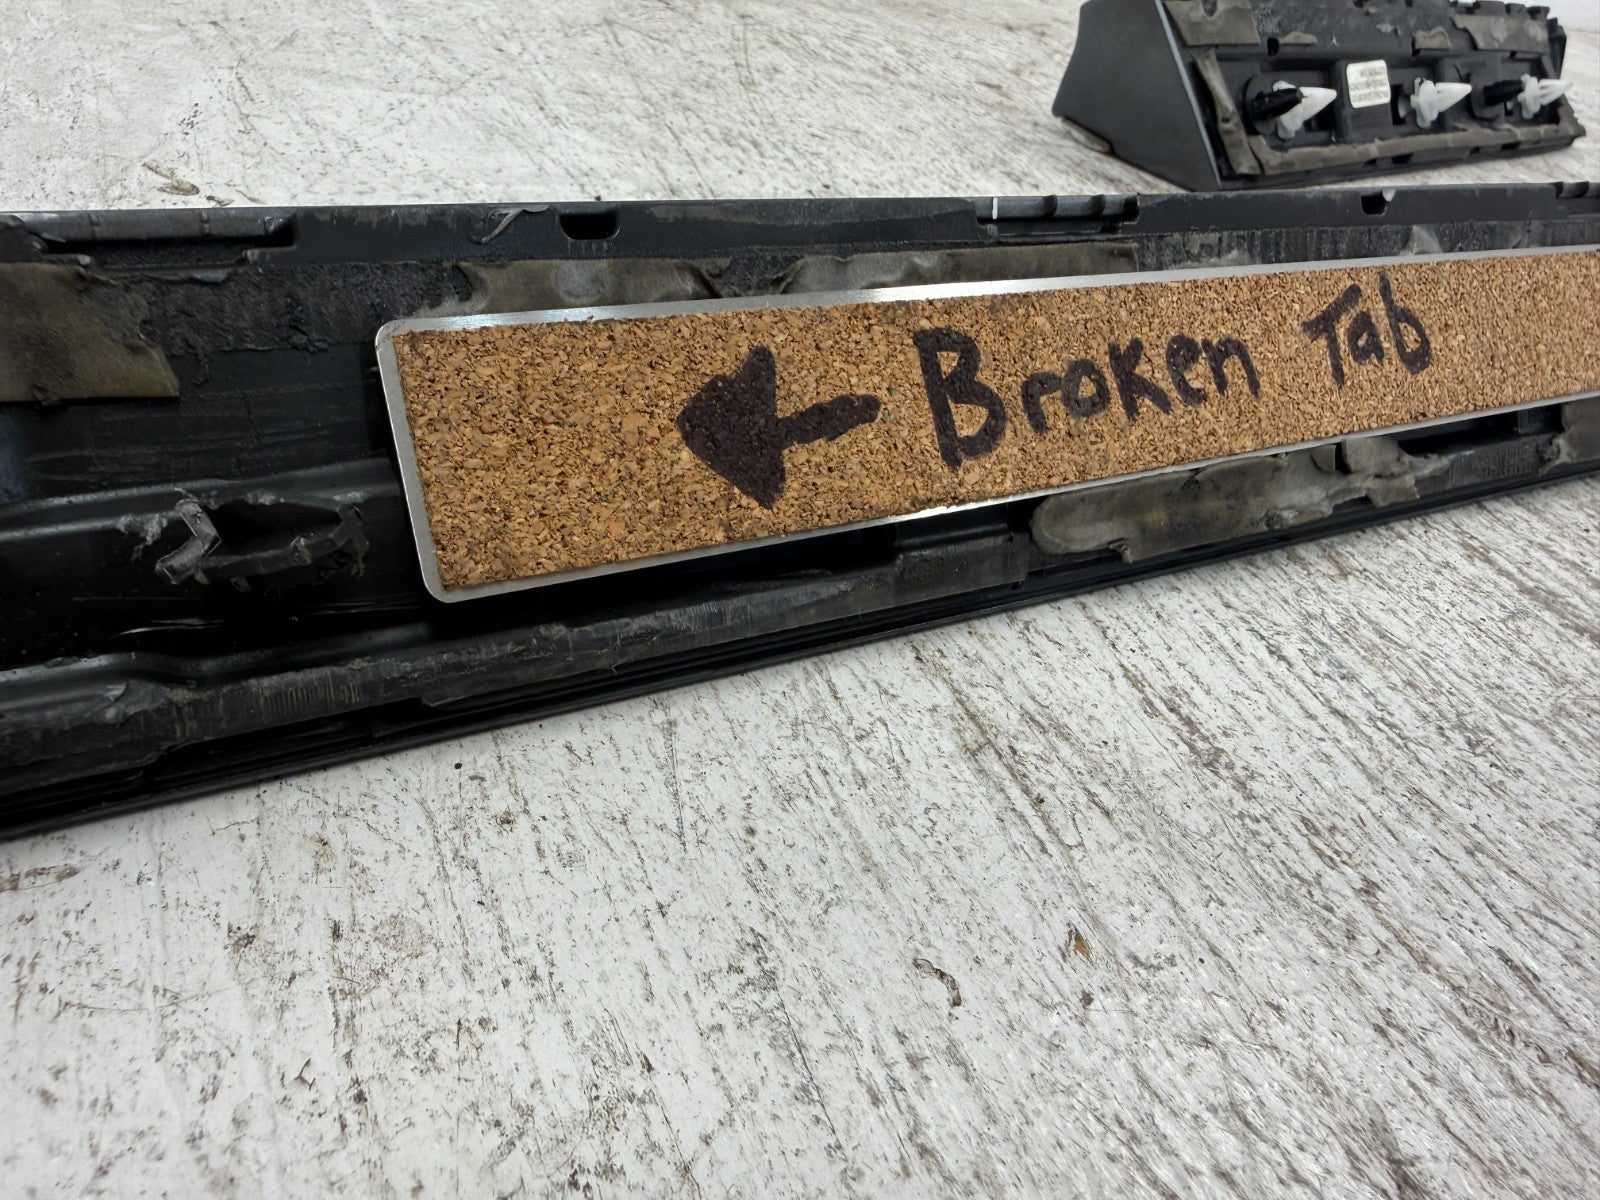 ← Broken Tab